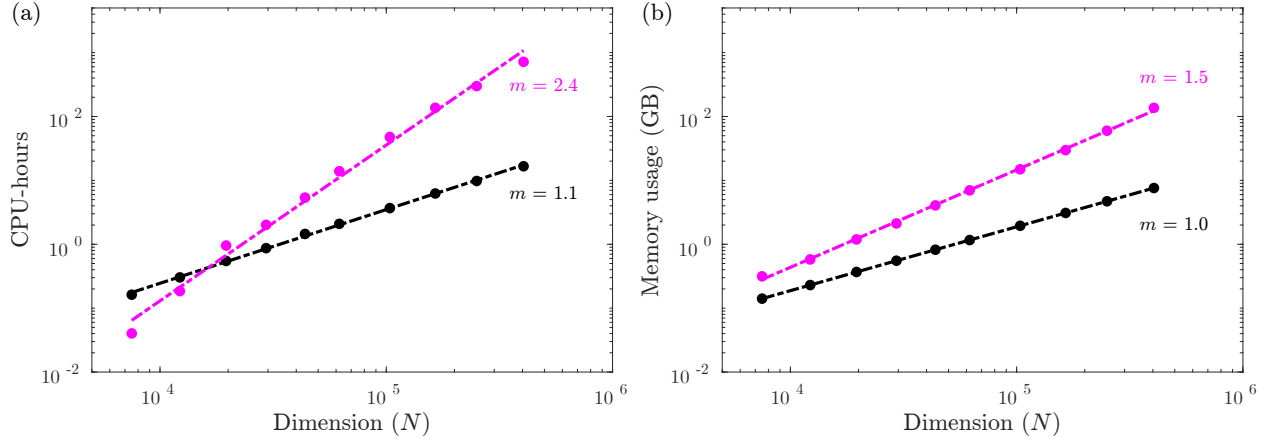 (a)
CPU-hours
10^2
10^0
10^-2
10^4
10^5
10^6
Dimension (N)
m = 2.4
m = 1.1
(b)
Memory usage (GB)
10^2
10^0
10^-2
10^4
10^5
10^6
Dimension (N)
m = 1.5
m = 1.0